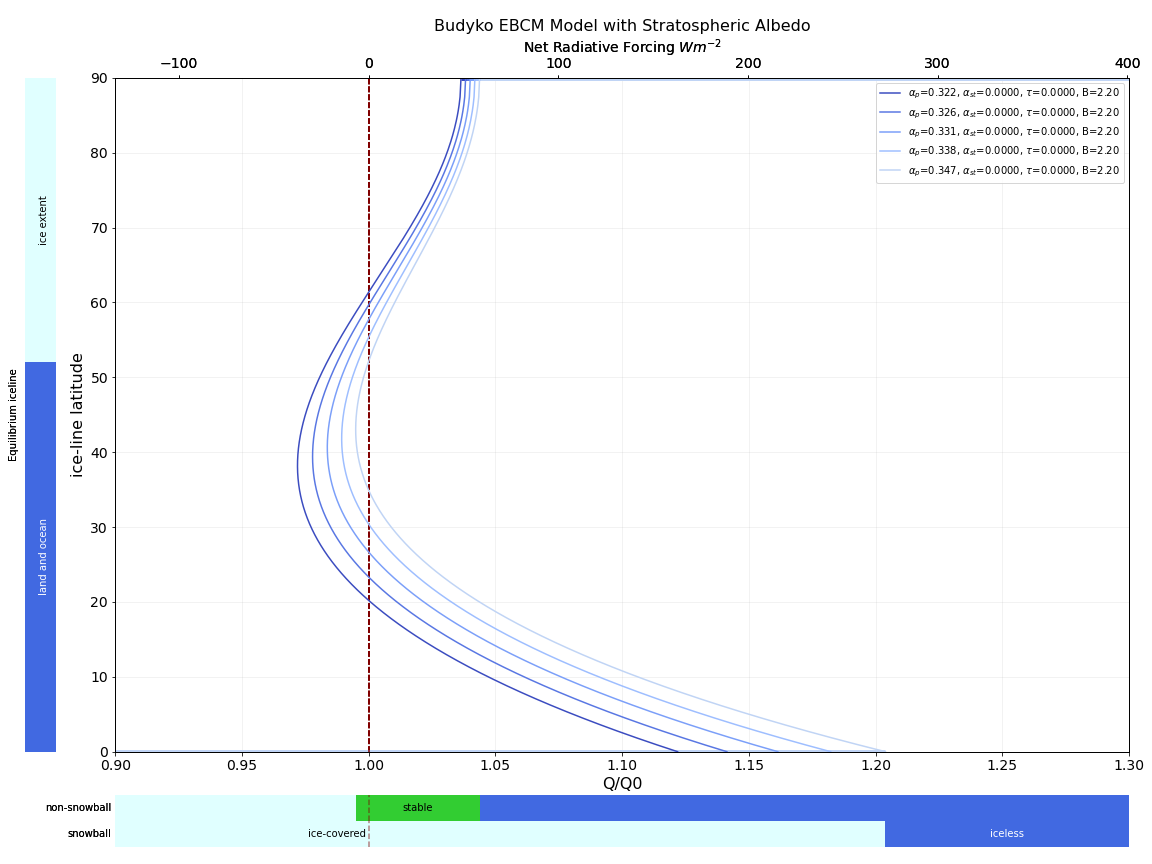 Budyko EBCM Model with Stratospheric Albedo
Net Radiative Forcing Wm⁻²
−100 0 100 200 300 400
90
80
70
60
50
40
30
20
10
0
ice-line latitude
Equilibrium iceline
ice extent
land and ocean
αₚ=0.322, αₛₜ=0.0000, τ=0.0000, B=2.20
αₚ=0.326, αₛₜ=0.0000, τ=0.0000, B=2.20
αₚ=0.331, αₛₜ=0.0000, τ=0.0000, B=2.20
αₚ=0.338, αₛₜ=0.0000, τ=0.0000, B=2.20
αₚ=0.347, αₛₜ=0.0000, τ=0.0000, B=2.20
0.90 0.95 1.00 1.05 1.10 1.15 1.20 1.25 1.30
Q/Q0
non-snowball stable
snowball ice-covered iceless